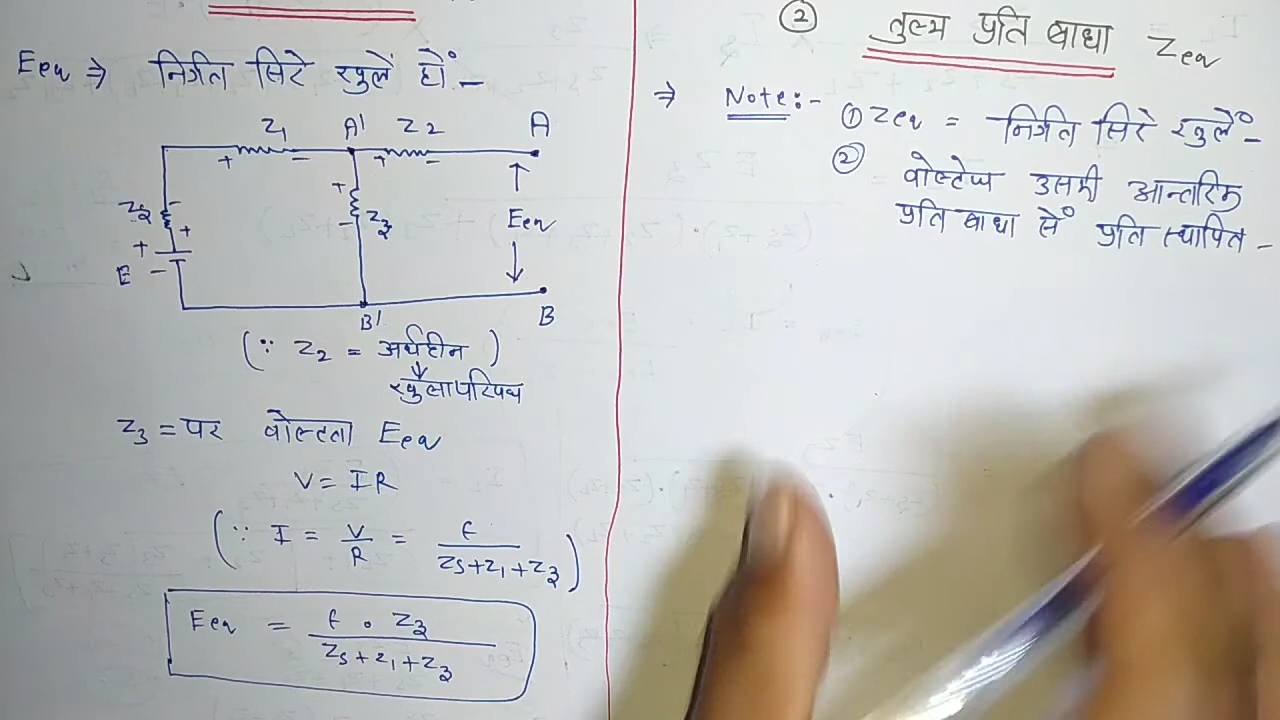 Eeq ⇒ निर्गत सिरे खुलें हों –
Z1 A' Z2 A
+ – + –
+ Z3 –
Zs – +
+ E –
Eeq
B' B
(∵ Z2 = अर्थहीन )
↓
खुला परिपथ
Z3 = पर वोल्टता Eeq
V = IR
(∵ I = V/R = E/(Zs+Z1+Z3))
Eeq = E . Z3/(Zs+Z1+Z3)
② तुल्य प्रति बाधा Zeq
⇒ Note:- ① Zeq = निर्गत सिरे खुलें –
② वोल्टेज उसकी आन्तरिक
प्रति बाधा सें प्रति स्थापित –